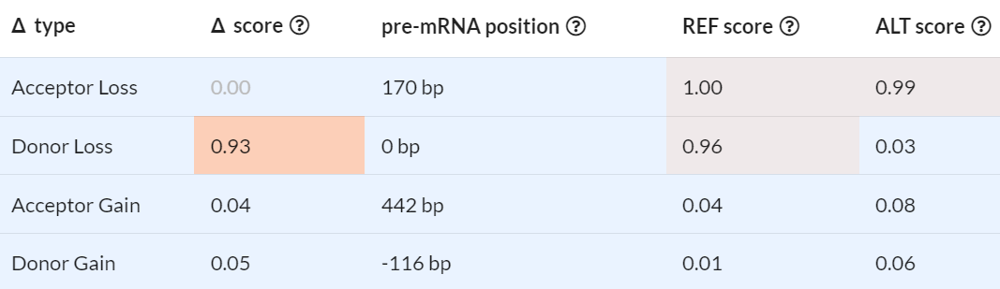 Δ type Δ score ? pre-mRNA position ? REF score ? ALT score ?
Acceptor Loss 0.00 170 bp 1.00 0.99
Donor Loss 0.93 0 bp 0.96 0.03
Acceptor Gain 0.04 442 bp 0.04 0.08
Donor Gain 0.05 -116 bp 0.01 0.06